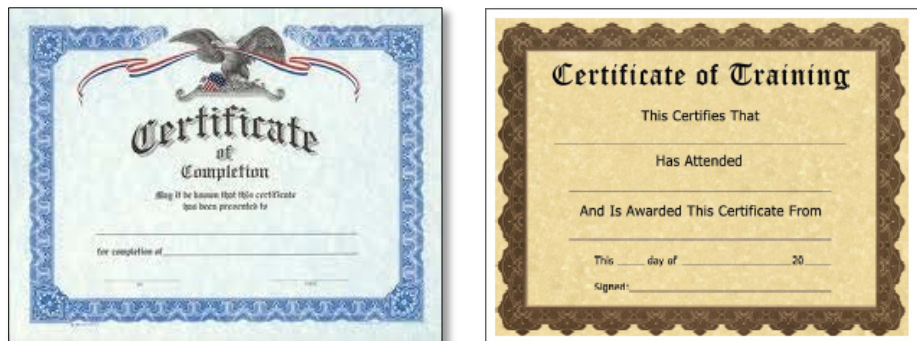 Certificate
of
Completion
May it be known that this certificate
has been presented to
for completion of
Certificate of Training
This Certifies That
Has Attended
And Is Awarded This Certificate From
This day of 20
Signed: